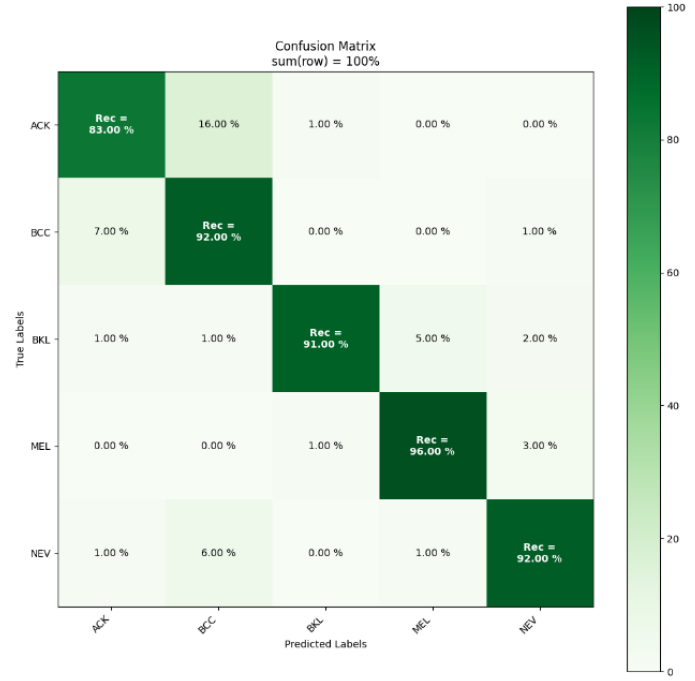 Confusion Matrix
sum(row) = 100%
100
80
60
40
20
0
True Labels
ACK
Rec =
83.00 %
16.00 %
1.00 %
0.00 %
0.00 %
BCC
7.00 %
Rec =
92.00 %
0.00 %
0.00 %
1.00 %
BKL
1.00 %
1.00 %
Rec =
91.00 %
5.00 %
2.00 %
MEL
0.00 %
0.00 %
1.00 %
Rec =
96.00 %
3.00 %
NEV
1.00 %
6.00 %
0.00 %
1.00 %
Rec =
92.00 %
ACK
BCC
BKL
MEL
NEV
Predicted Labels